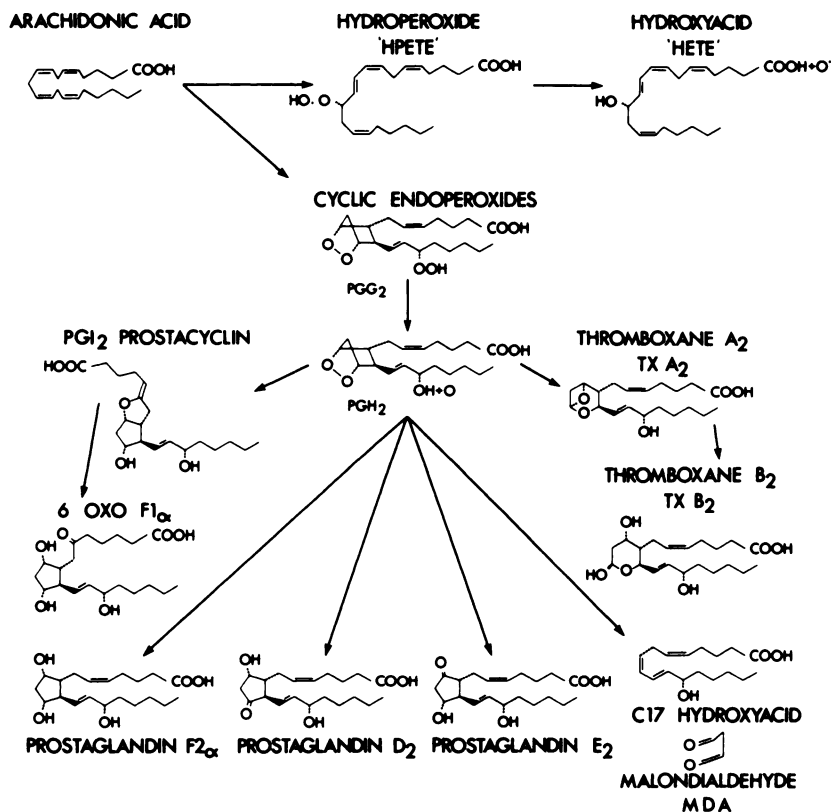 ARACHIDONIC ACID
HYDROPEROXIDE
'HPETE'
HYDROXYACID
'HETE'
COOH
COOH
HO·O
COOH+O⁻
HO
CYCLIC ENDOPEROXIDES
COOH
O
O
OOH
PGG₂
PGI₂ PROSTACYCLIN
HOOC
O
OH
OH
COOH
O
O
OH+O
PGH₂
THROMBOXANE A₂
TX A₂
COOH
O
O
OH
6 OXO F1α
OH
O
COOH
OH
OH
THROMBOXANE B₂
TX B₂
OH
COOH
HO
O
OH
OH
COOH
OH
OH
PROSTAGLANDIN F2α
OH
COOH
O
OH
PROSTAGLANDIN D₂
O
COOH
OH
OH
PROSTAGLANDIN E₂
COOH
OH
C17 HYDROXYACID
O
O
MALONDIALDEHYDE
MDA